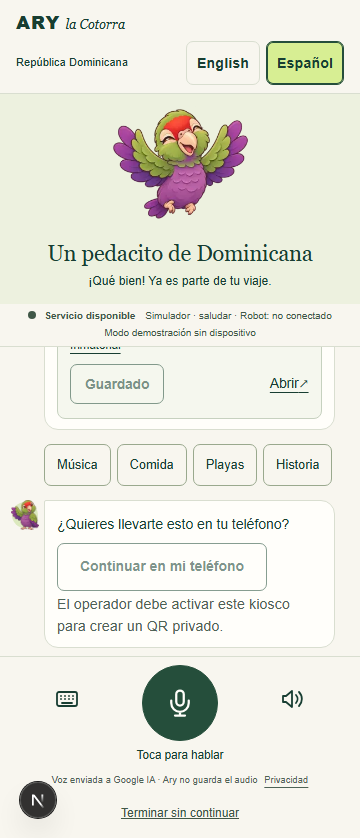 ARY la Cotorra
República Dominicana
English
Español
Un pedacito de Dominicana
¡Qué bien! Ya es parte de tu viaje.
Servicio disponible Simulador · saludar · Robot: no conectado
Modo demostración sin dispositivo
Guardado
Abrir↗
Música
Comida
Playas
Historia
¿Quieres llevarte esto en tu teléfono?
Continuar en mi teléfono
El operador debe activar este kiosco
para crear un QR privado.
Toca para hablar
Voz enviada a Google IA · Ary no guarda el audio Privacidad
N
Terminar sin continuar